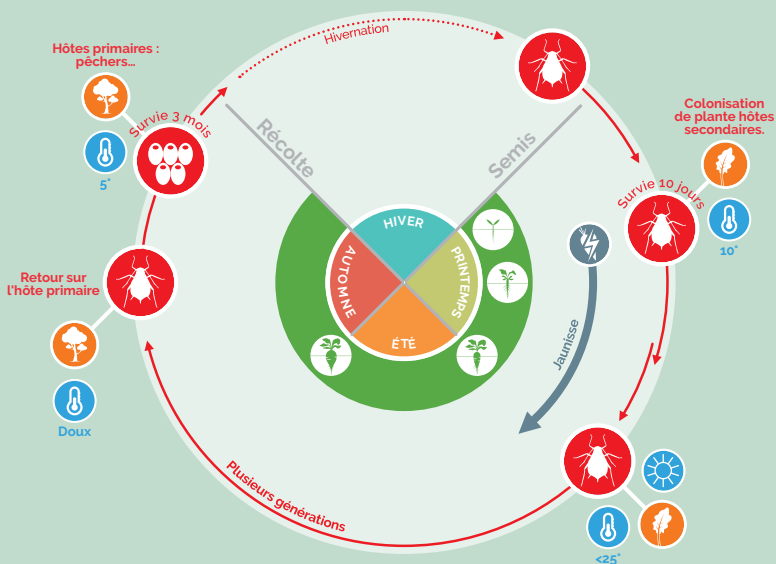 Hivernation
Hôtes primaires :
pêchers...
5°
Survie 3 mois
Récolte
Semis
Colonisation
de plante hôtes
secondaires.
Survie 10 jours
10°
HIVER
PRINTEMPS
ÉTÉ
AUTOMNE
Jaunisse
Retour sur
l'hôte primaire
Doux
Plusieurs générations
<25°